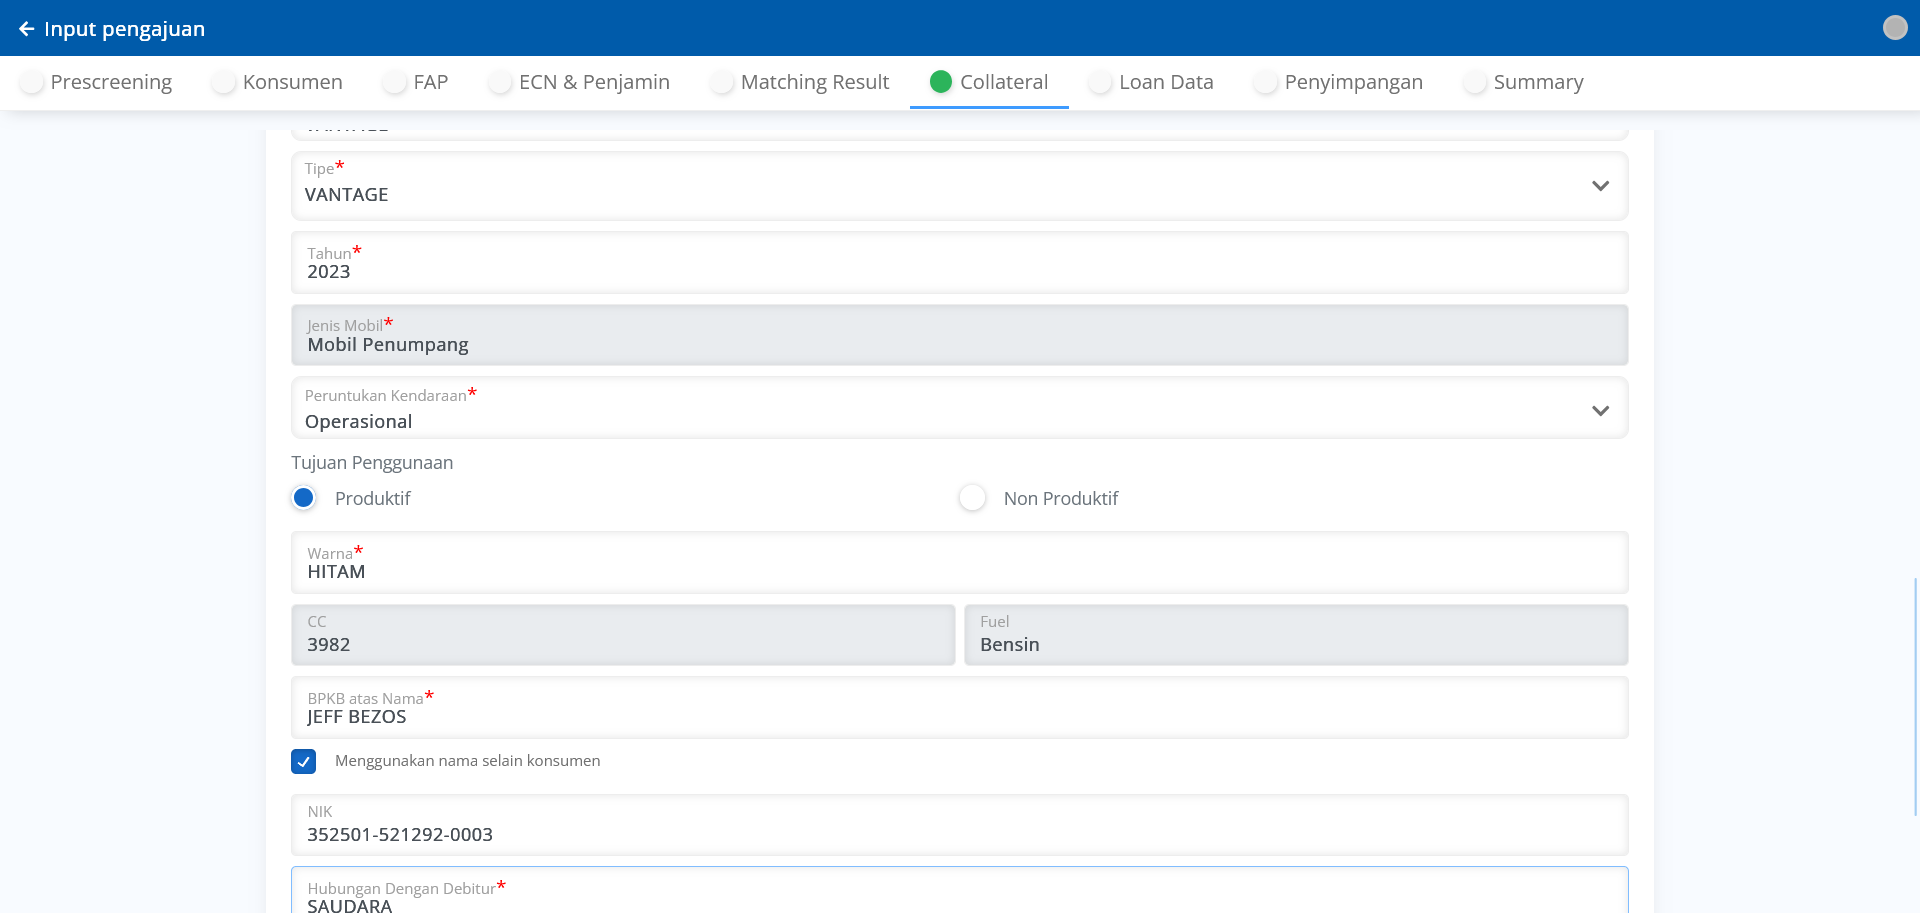 Input pengajuan
Prescreening Konsumen FAP ECN & Penjamin Matching Result Collateral Loan Data Penyimpangan Summary
Tipe*
VANTAGE
Tahun*
2023
Jenis Mobil*
Mobil Penumpang
Peruntukan Kendaraan*
Operasional
Tujuan Penggunaan
Produktif Non Produktif
Warna*
HITAM
CC Fuel
3982 Bensin
BPKB atas Nama*
JEFF BEZOS
Menggunakan nama selain konsumen
NIK
352501-521292-0003
Hubungan Dengan Debitur*
SAUDARA